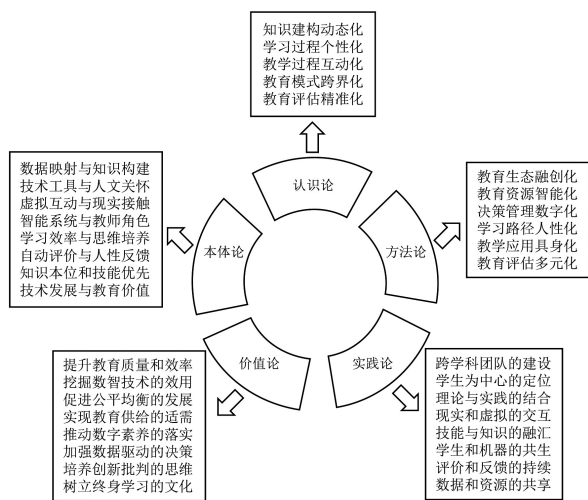 知识建构动态化
学习过程个性化
教学过程互动化
教育模式跨界化
教育评估精准化
认识论
数据映射与知识构建
技术工具与人文关怀
虚拟互动与现实接触
智能系统与教师角色
学习效率与思维培养
自动评价与人性反馈
知识本位和技能优先
技术发展与教育价值
本体论
方法论
教育生态融创化
教育资源智能化
决策管理数字化
学习路径人性化
教学应用具身化
教育评估多元化
价值论
实践论
提升教育质量和效率
挖掘数智技术的效用
促进公平均衡的发展
实现教育供给的适需
推动数字素养的落实
加强数据驱动的决策
培养创新批判的思维
树立终身学习的文化
跨学科团队的建设
学生为中心的定位
理论与实践的结合
现实和虚拟的交互
技能与知识的融汇
学生和机器的共生
评价和反馈的持续
数据和资源的共享